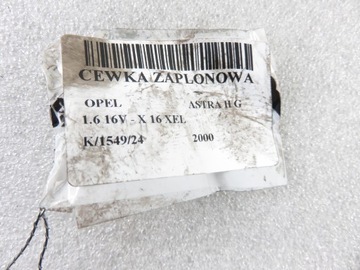 CEWKA ZAPLONOWA
OPEL ASTRA II G
1.6 16V - X 16 XEL
K/1549/24 2000